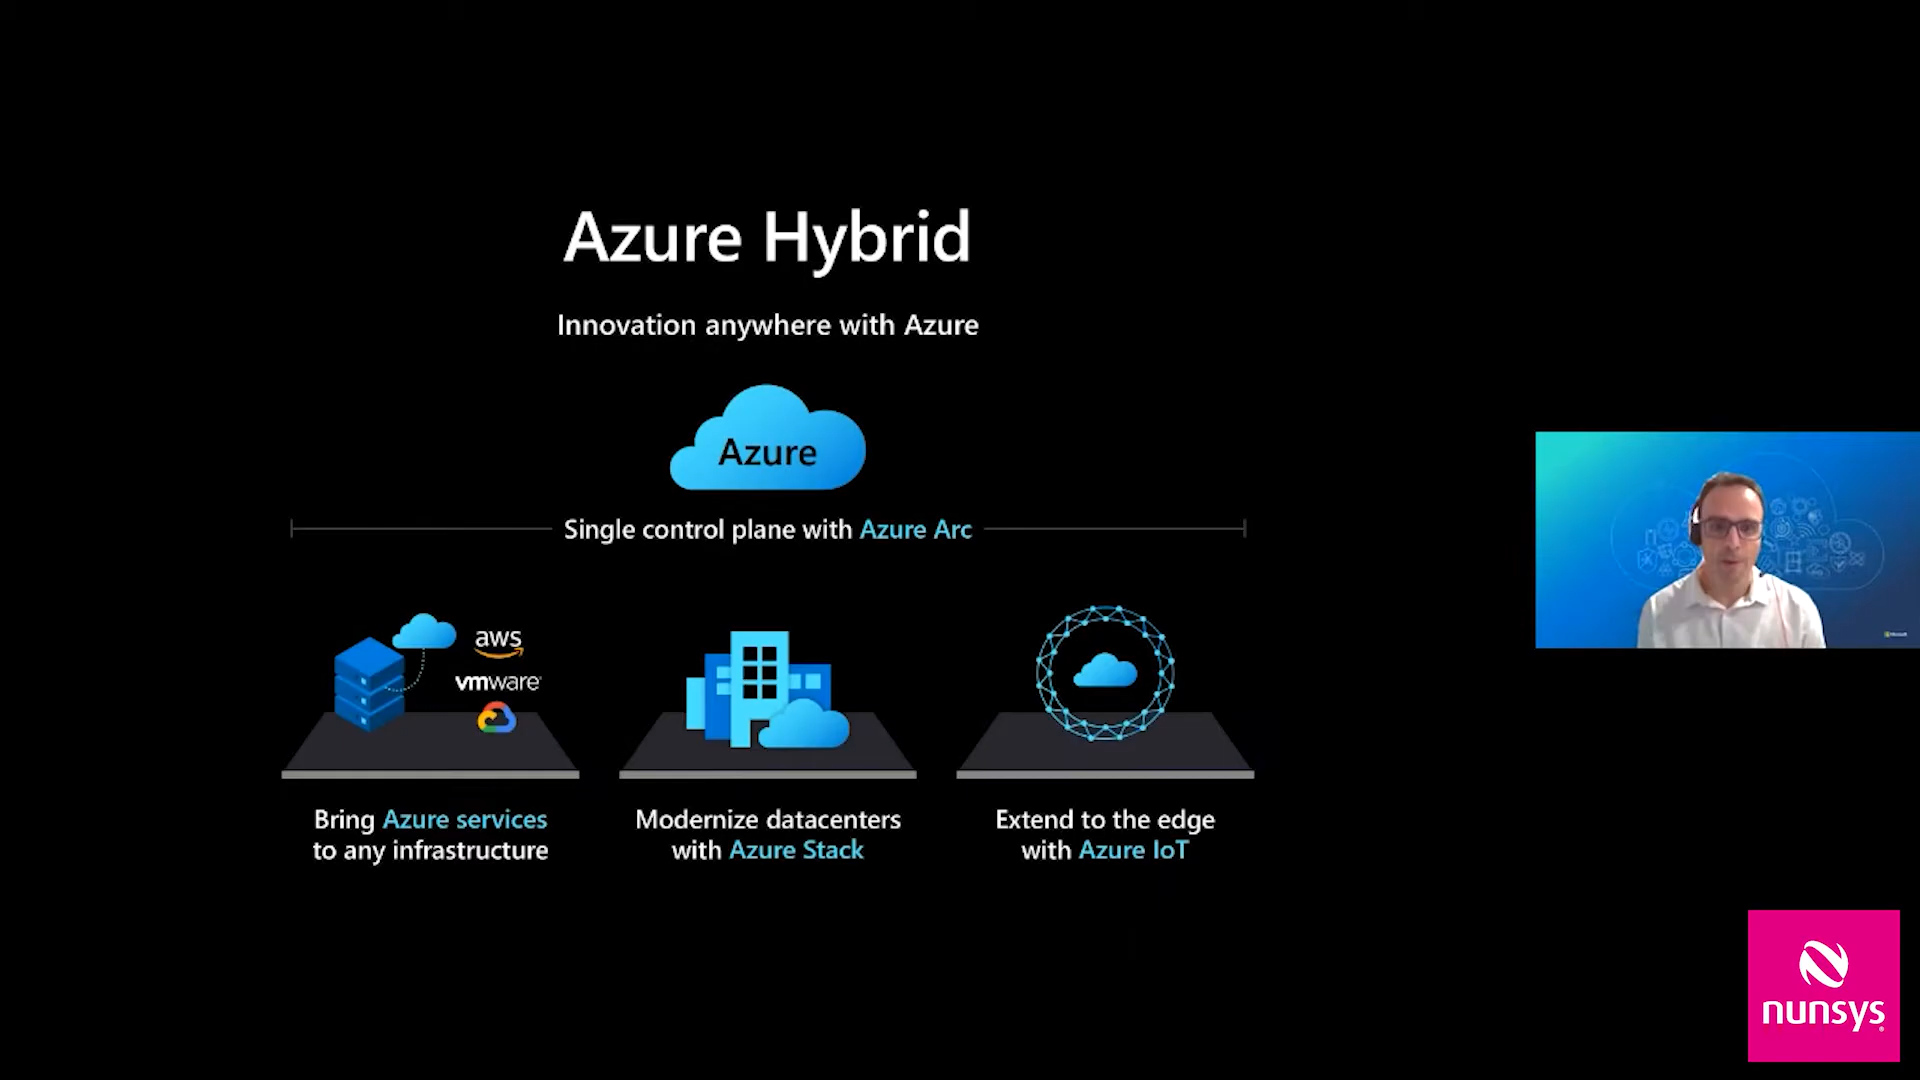 Azure Hybrid
Innovation anywhere with Azure
Azure
Single control plane with Azure Arc
aws
vmware
Bring Azure services
to any infrastructure
Modernize datacenters
with Azure Stack
Extend to the edge
with Azure IoT
Microsoft
nunsys